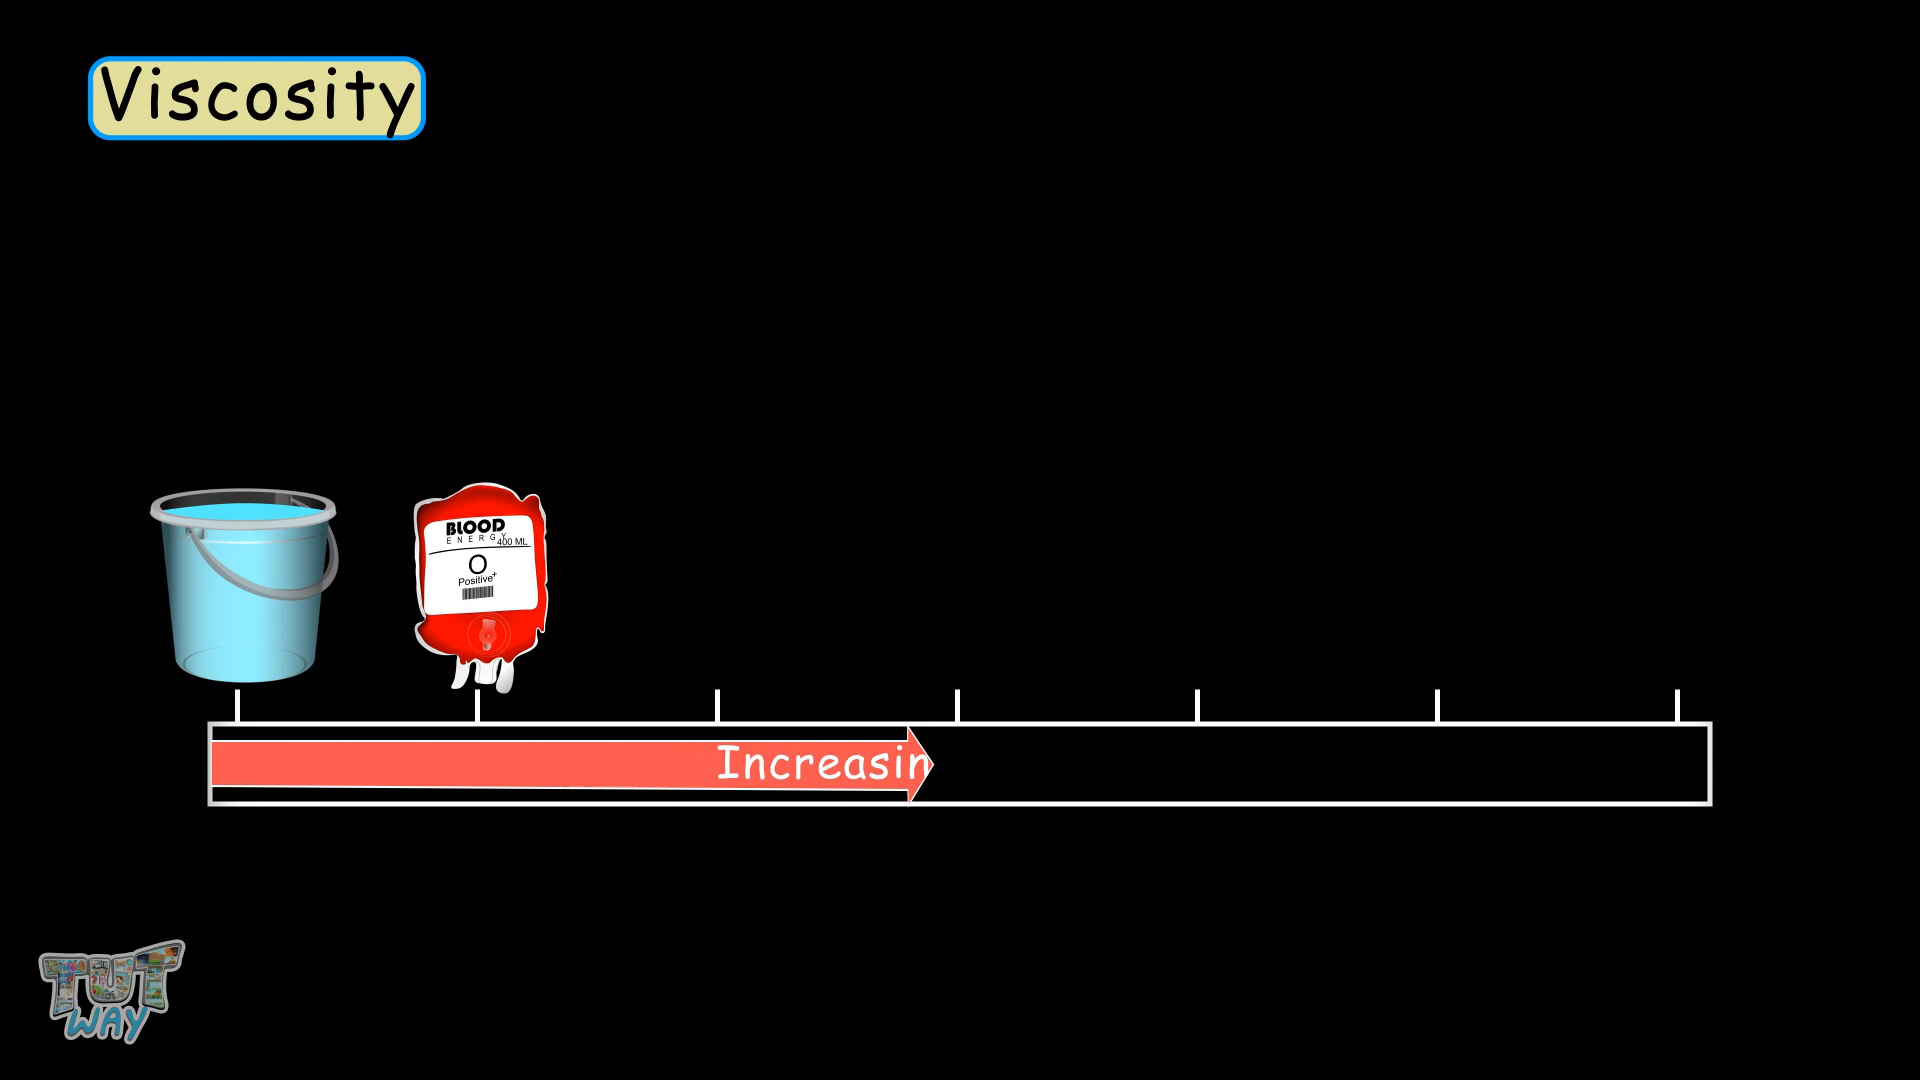 Viscosity
BLOOD
ENERGY
400 ML
O
Positive+
Increasin
TUT
WAY